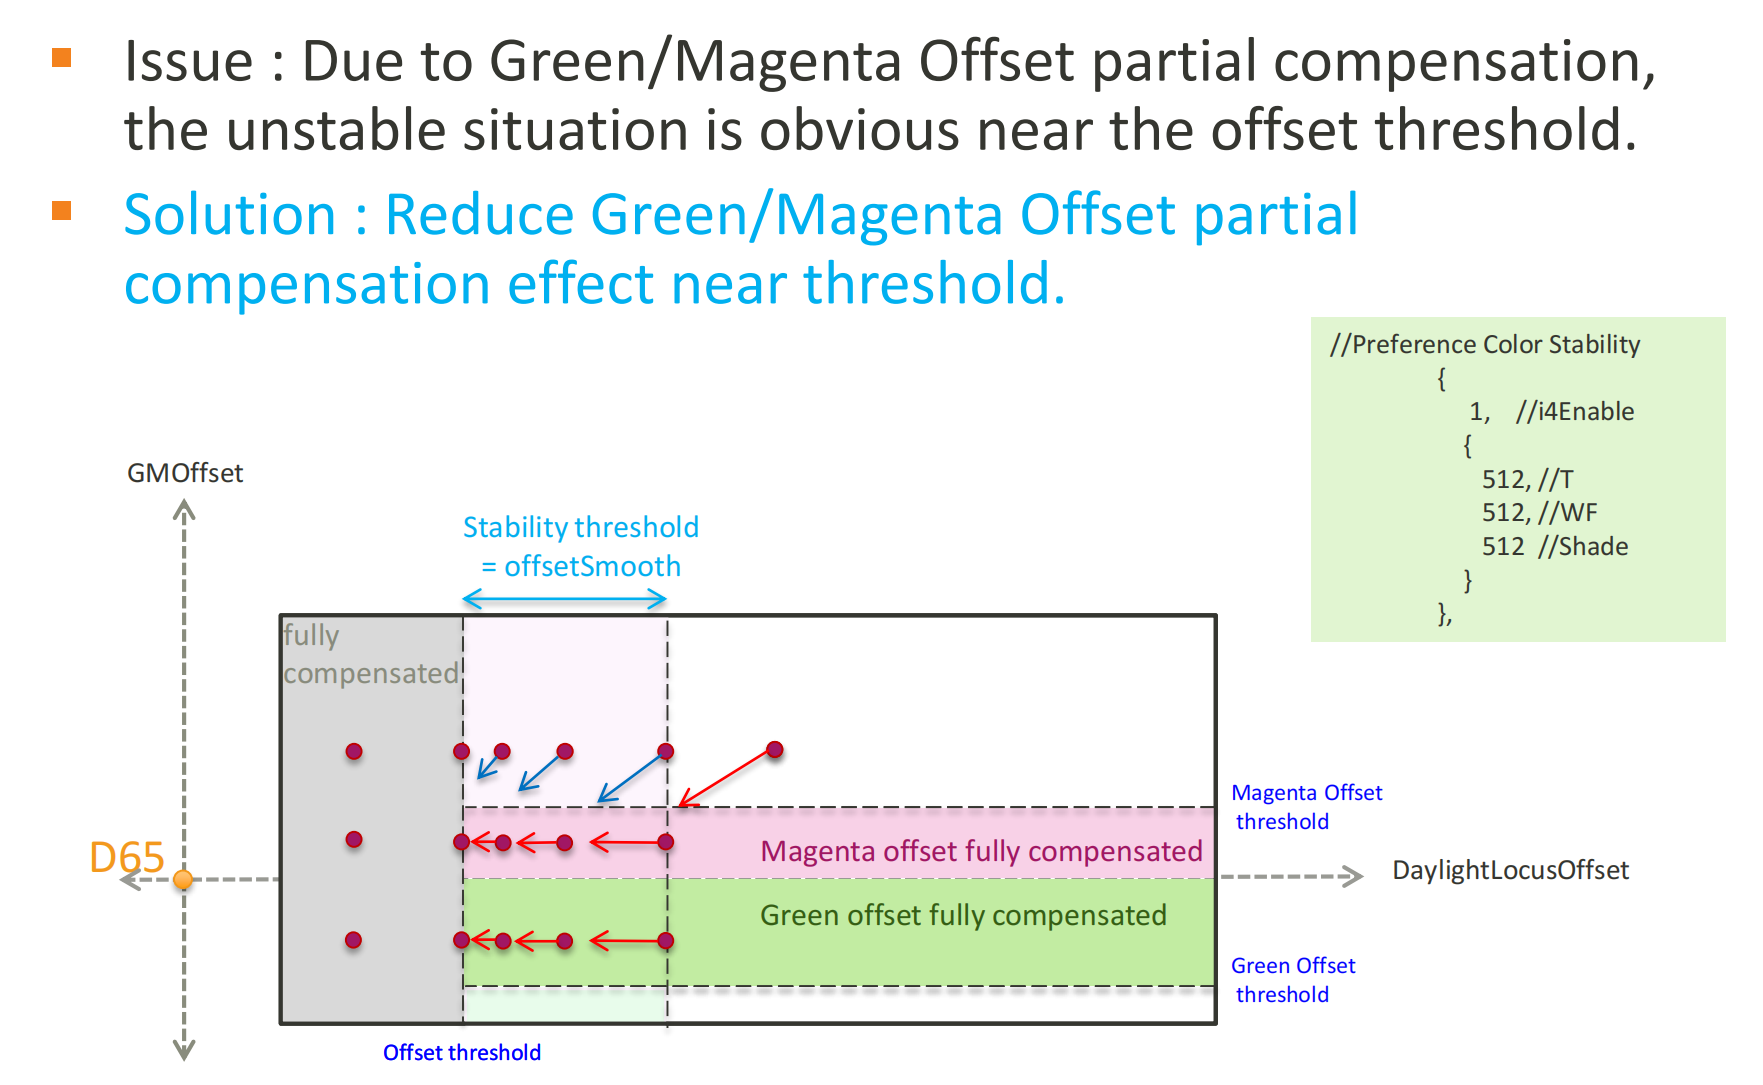 Issue : Due to Green/Magenta Offset partial compensation,
the unstable situation is obvious near the offset threshold.
Solution : Reduce Green/Magenta Offset partial
compensation effect near threshold.
//Preference Color Stability
{
1, //i4Enable
{
512, //T
512, //WF
512 //Shade
}
},
GMOffset
Stability threshold
= offsetSmooth
fully
compensated
Magenta Offset
threshold
D65
Magenta offset fully compensated
DaylightLocusOffset
Green offset fully compensated
Green Offset
threshold
Offset threshold